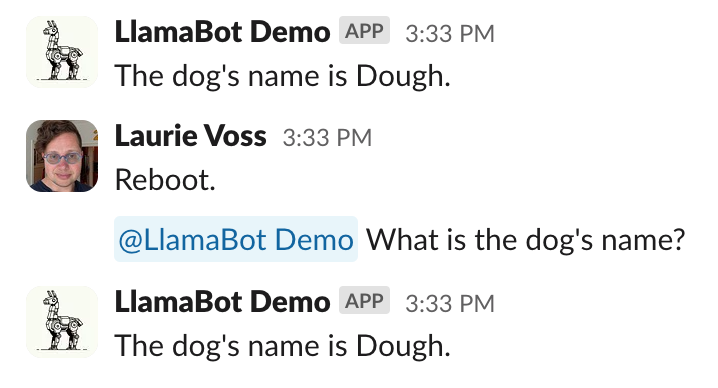 LlamaBot Demo APP 3:33 PM
The dog's name is Dough.
Laurie Voss 3:33 PM
Reboot.
@LlamaBot Demo What is the dog's name?
LlamaBot Demo APP 3:33 PM
The dog's name is Dough.